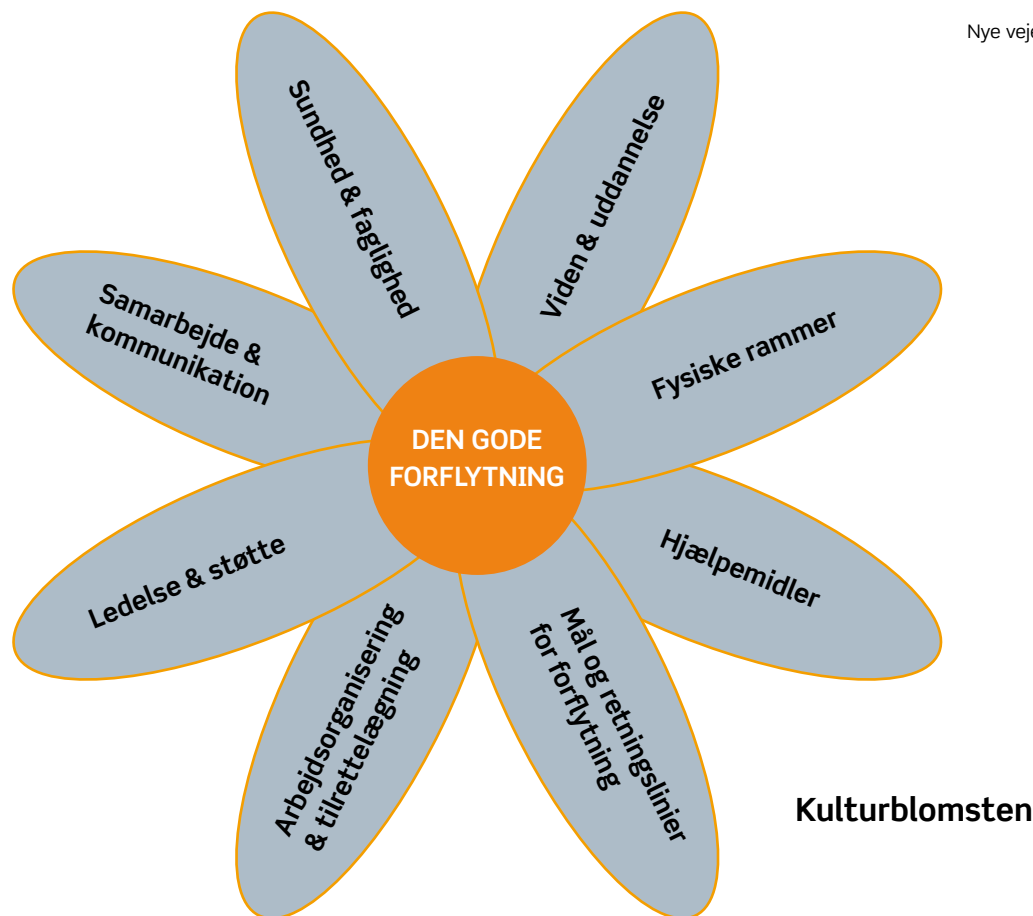 Nye veje
Sundhed & faglighed
Viden & uddannelse
Samarbejde &
kommunikation
Fysiske rammer
DEN GODE
FORFLYTNING
Ledelse & støtte
Hjælpemidler
Arbejdsorganisering
& tilrettelægning
Mål og retningslinier
for forflytning
Kulturblomsten